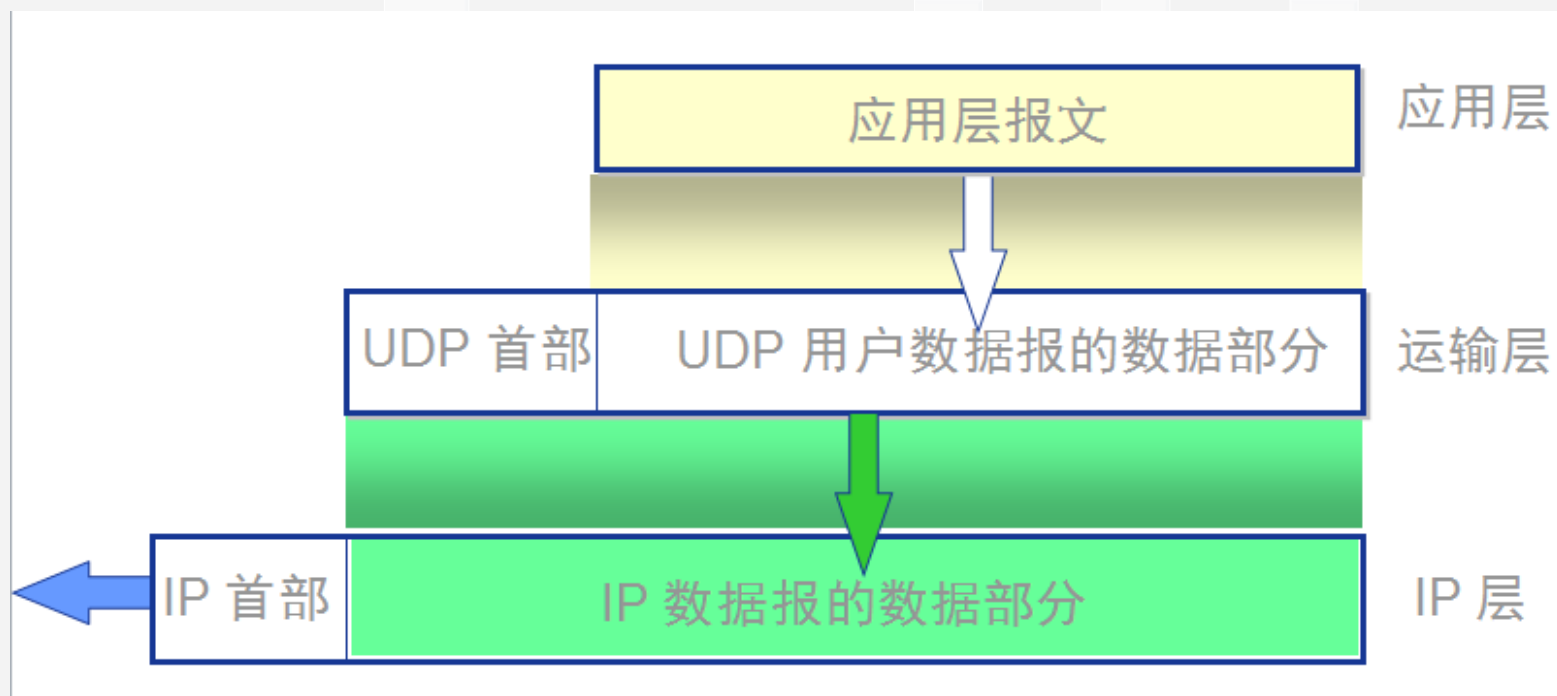 应用层报文
应用层
UDP 首部
UDP 用户数据报的数据部分
运输层
IP 首部
IP 数据报的数据部分
IP 层